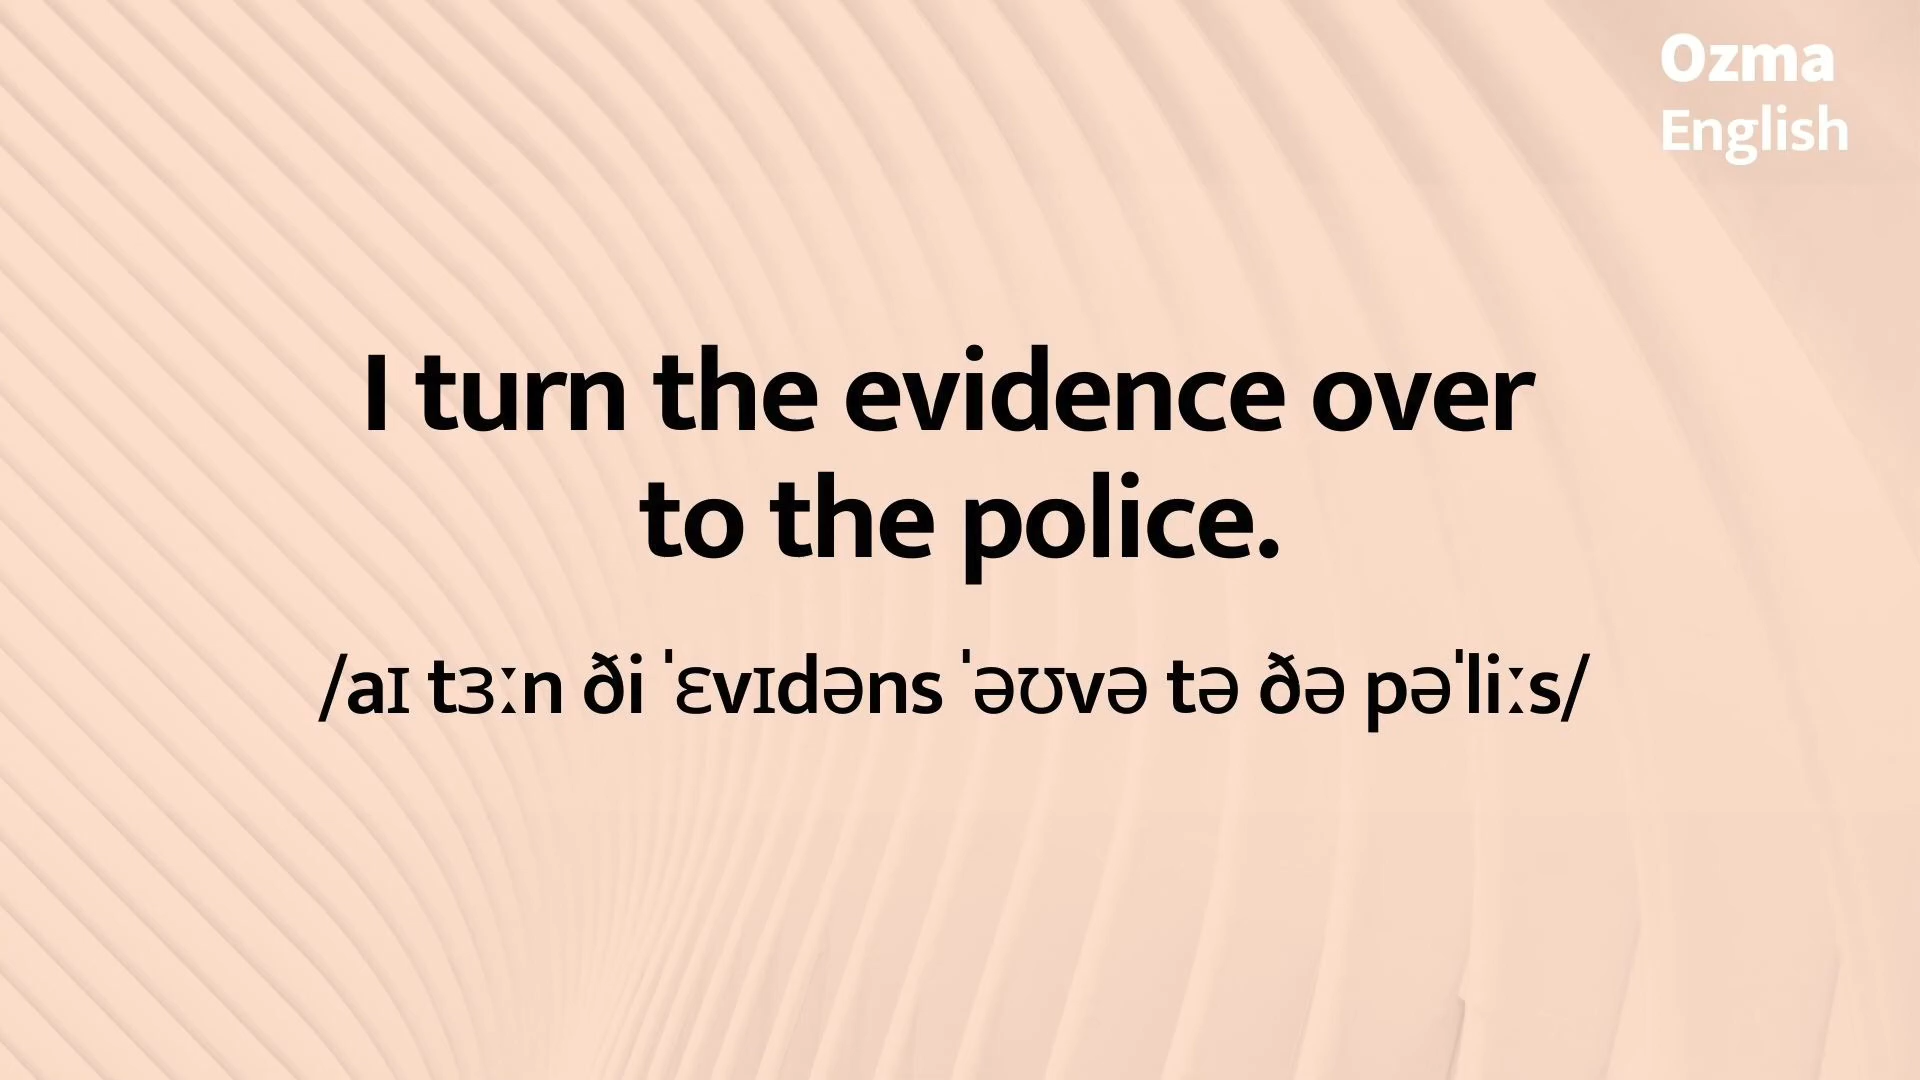 Ozma
English
I turn the evidence over
to the police.
/aɪ tɜːn ði ˈɛvɪdəns ˈəʊvə tə ðə pəˈliːs/